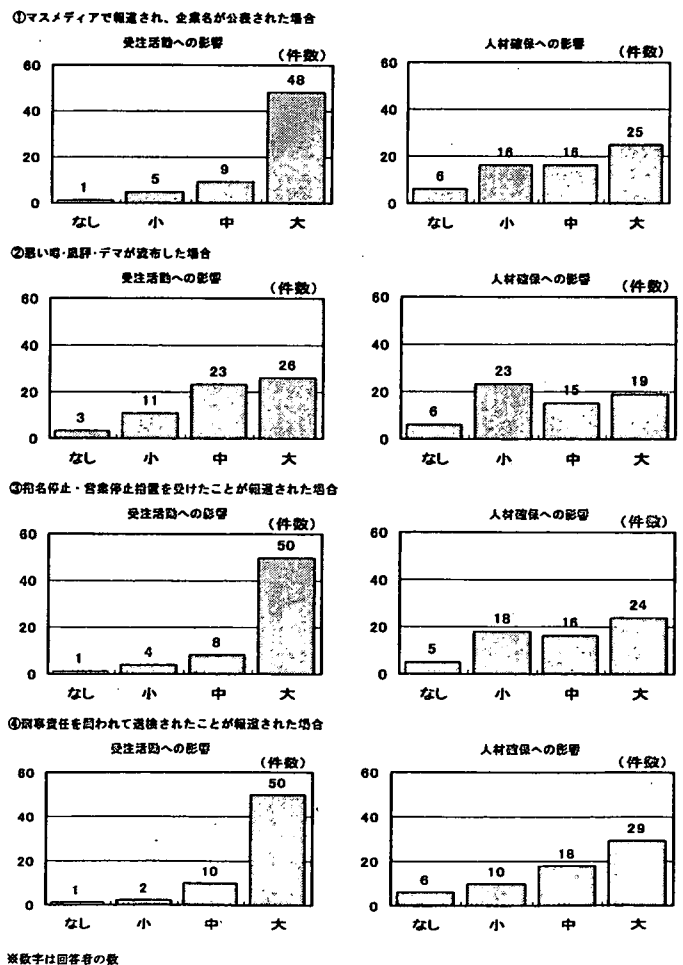 ①マスメディアで報道され、企業名が公表された場合
受注活動への影響
(件数)
60
40
20
0
1
5
9
48
なし 小 中 大
人材確保への影響
(件数)
60
40
20
0
6
16
16
25
なし 小 中 大
②悪い噂・風評・デマが流布した場合
受注活動への影響
(件数)
60
40
20
0
3
11
23
26
なし 小 中 大
人材確保への影響
(件数)
60
40
20
0
6
23
15
19
なし 小 中 大
③指名停止・営業停止措置を受けたことが報道された場合
受注活動への影響
(件数)
60
40
20
0
1
4
8
50
なし 小 中 大
人材確保への影響
(件数)
60
40
20
0
5
18
16
24
なし 小 中 大
④刑事責任を問われて送検されたことが報道された場合
受注活動への影響
(件数)
60
40
20
0
1
2
10
50
なし 小 中 大
人材確保への影響
(件数)
60
40
20
0
6
10
18
29
なし 小 中 大
※数字は回答者の数